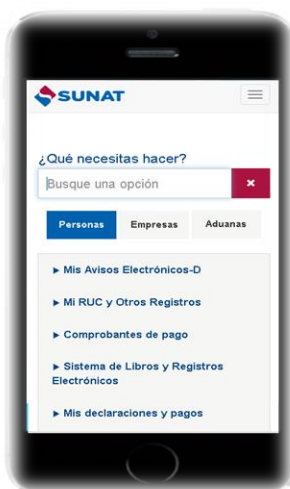 SUNAT
¿Qué necesitas hacer?
Busque una opción
×
Personas Empresas Aduanas
► Mis Avisos Electrónicos-D
► Mi RUC y Otros Registros
► Comprobantes de pago
► Sistema de Libros y Registros
Electrónicos
► Mis declaraciones y pagos